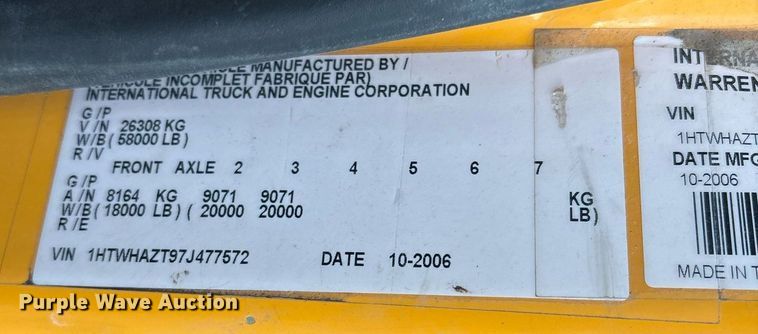 MANUFACTURED BY /
INCOMPLET FABRIQUE PAR)
INTERNATIONAL TRUCK AND ENGINE CORPORATION
G /P
V /N 26308 KG
W/B( 58000 LB)
R /V
FRONT AXLE 2 3 4 5 6 7
G /P
A /N 8164 KG 9071 9071 KG
W/B( 18000 LB) ( 20000 20000 LB)
R /E
VIN 1HTWHAZT97J477572 DATE 10-2006
WARREN
VIN
1HTWHAZT
DATE MFG
10-2006
MADE IN
Purple Wave Auction